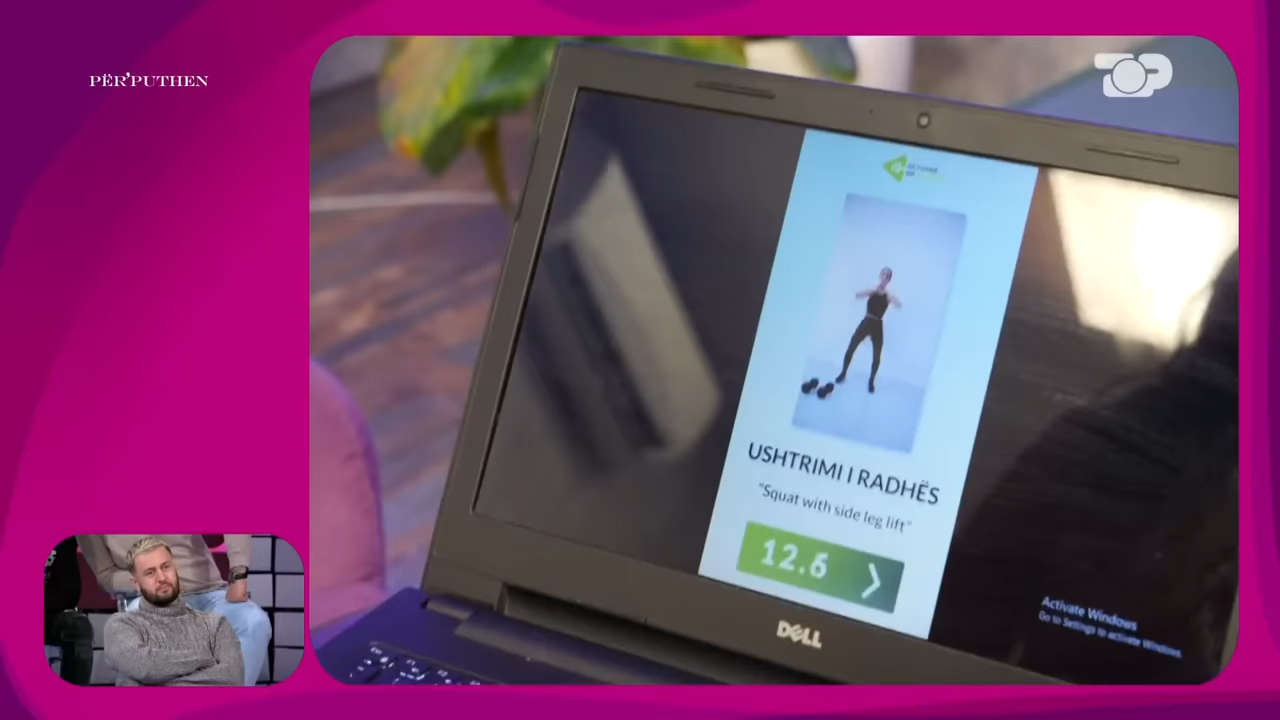 PËR'PUTHEN
TOP
USHTRIMI I RADHËS
"Squat with side leg lift"
12.6
DELL
Activate Windows
Go to Settings to activate Windows.